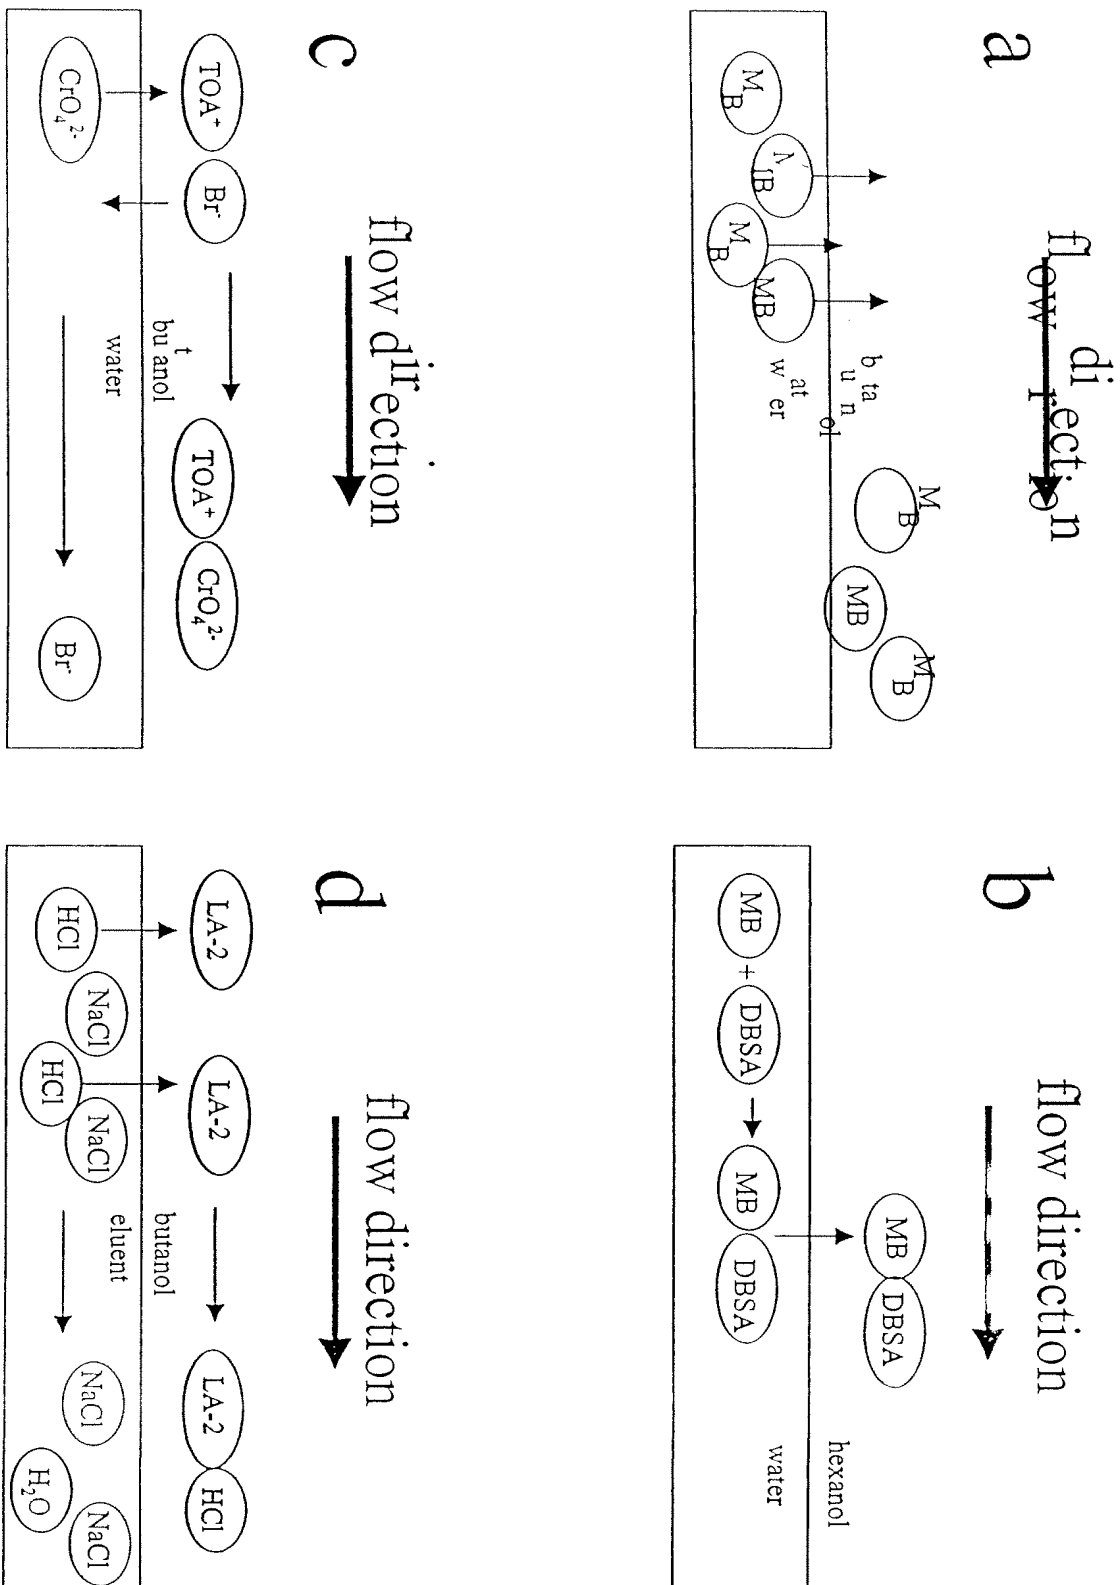 a
flow direction
MB
MB
MB
MB
butanol
water
MB
MB
MB
b
flow direction
MB + DBSA
MB DBSA
MB DBSA
hexanol
water
c
flow direction
TOA⁺ Br⁻
TOA⁺ CrO₄²⁻
butanol
water
CrO₄²⁻
Br⁻
d
flow direction
LA-2
LA-2
LA-2 HCl
butanol
eluent
HCl
NaCl
HCl
NaCl
NaCl
H₂O
NaCl